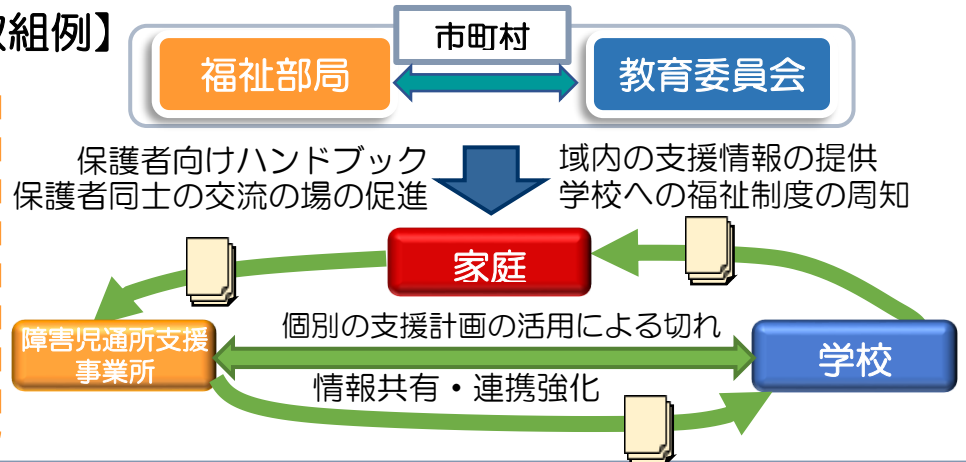 組例】
市町村
福祉部局
教育委員会
保護者向けハンドブック
保護者同士の交流の場の促進
域内の支援情報の提供
学校への福祉制度の周知
家庭
障害児通所支援
事業所
個別の支援計画の活用による切れ
情報共有・連携強化
学校